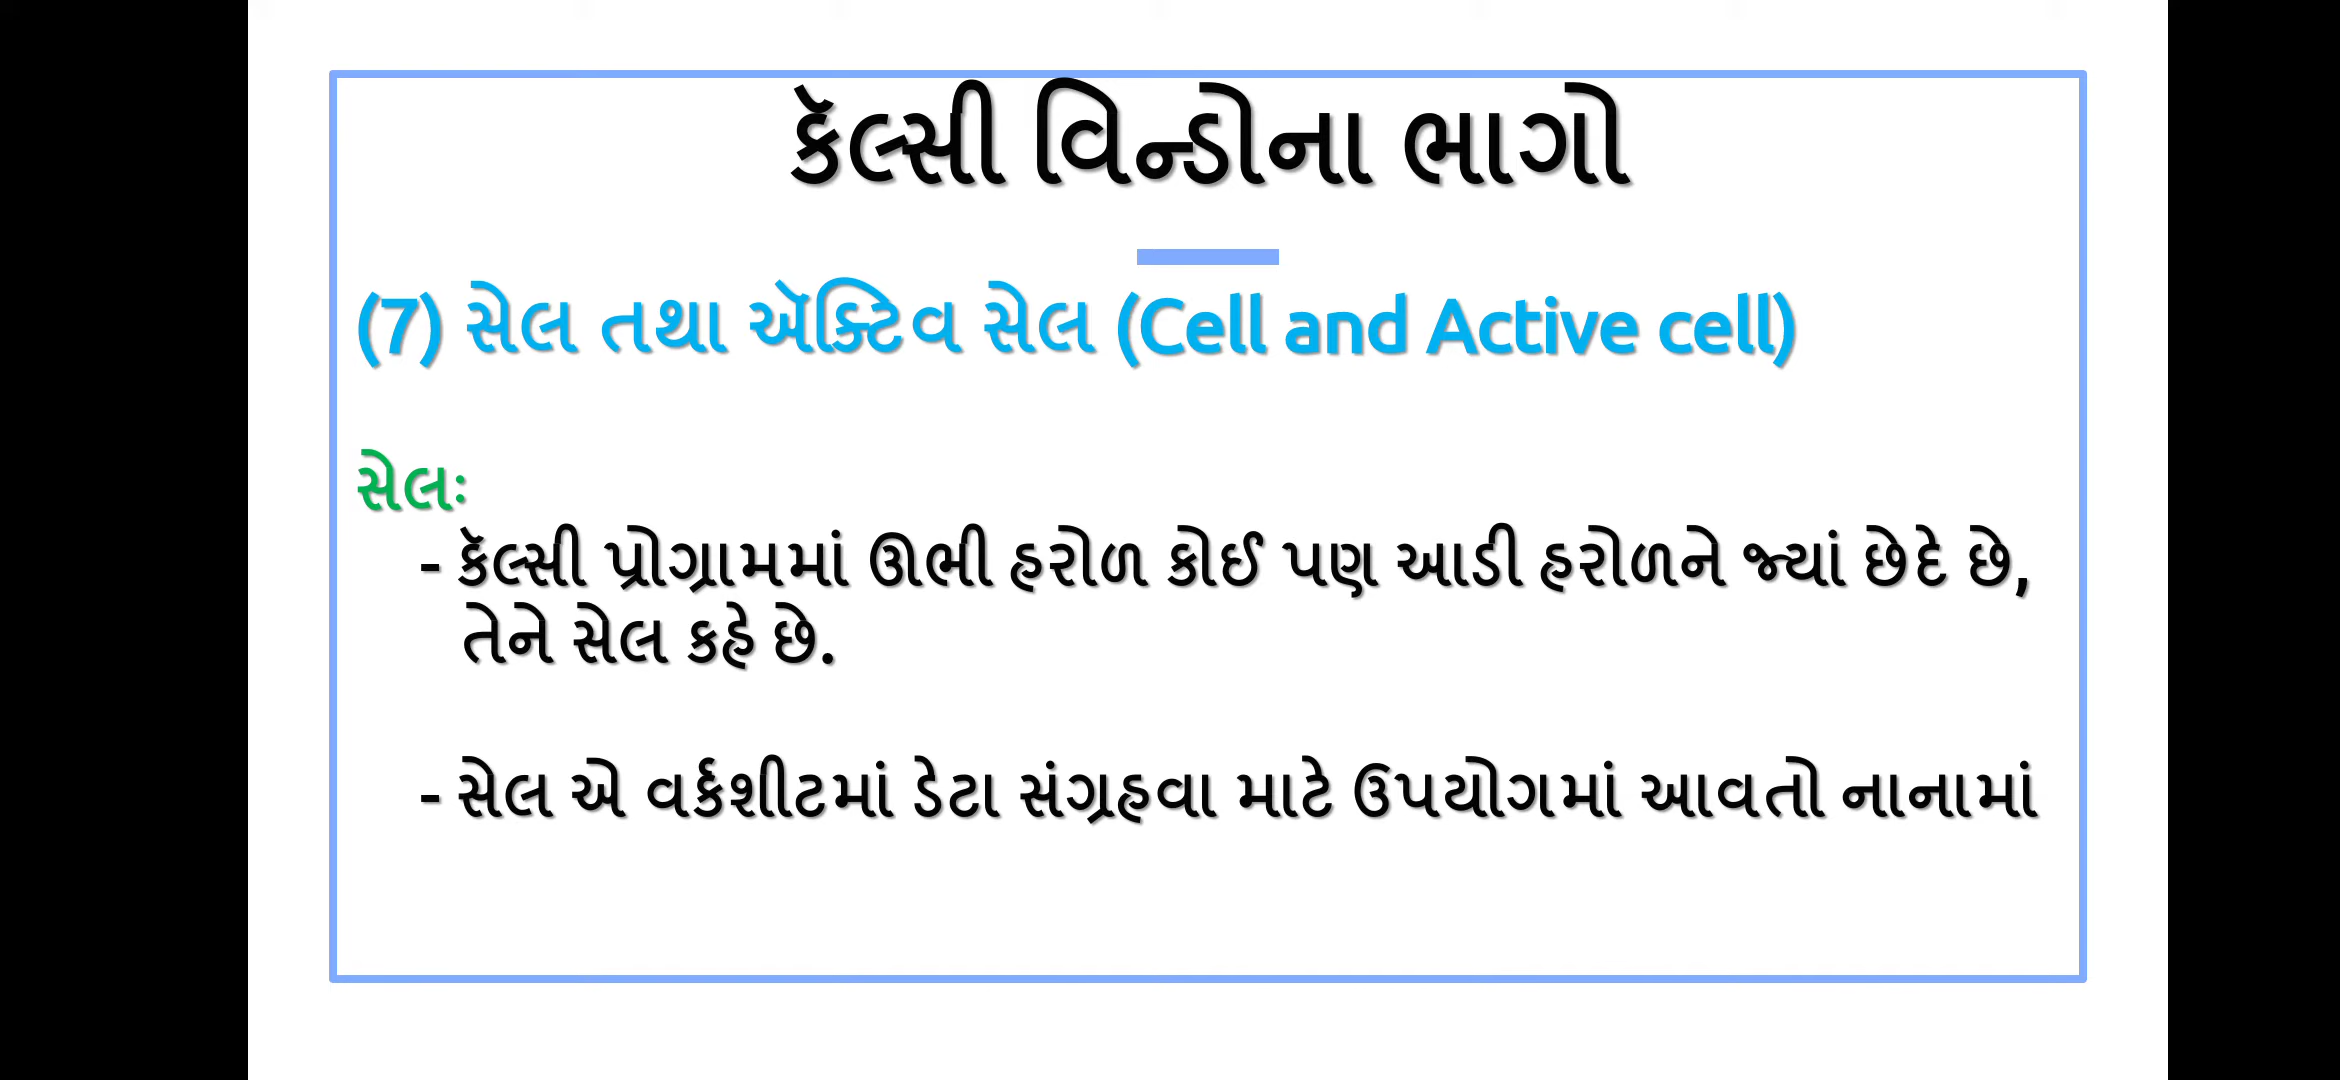 કૅલ્સી વિન્ડોના ભાગો
(7) સેલ તથા ઍક્ટિવ સેલ (Cell and Active cell)
સેલઃ
- કૅલ્સી પ્રોગ્રામમાં ઊભી હરોળ કોઈ પણ આડી હરોળને જ્યાં છેદે છે,
તેને સેલ કહે છે.
- સેલ એ વર્કશીટમાં ડેટા સંગ્રહવા માટે ઉપયોગમાં આવતો નાનામાં